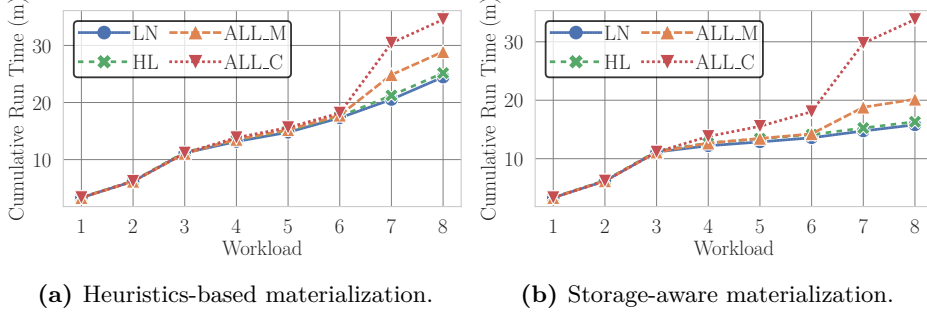 Cumulative Run Time (m)
30
20
10
LN
ALL_M
HL
ALL_C
1 2 3 4 5 6 7 8
Workload
(a) Heuristics-based materialization.
Cumulative Run Time (m)
30
20
10
LN
ALL_M
HL
ALL_C
1 2 3 4 5 6 7 8
Workload
(b) Storage-aware materialization.